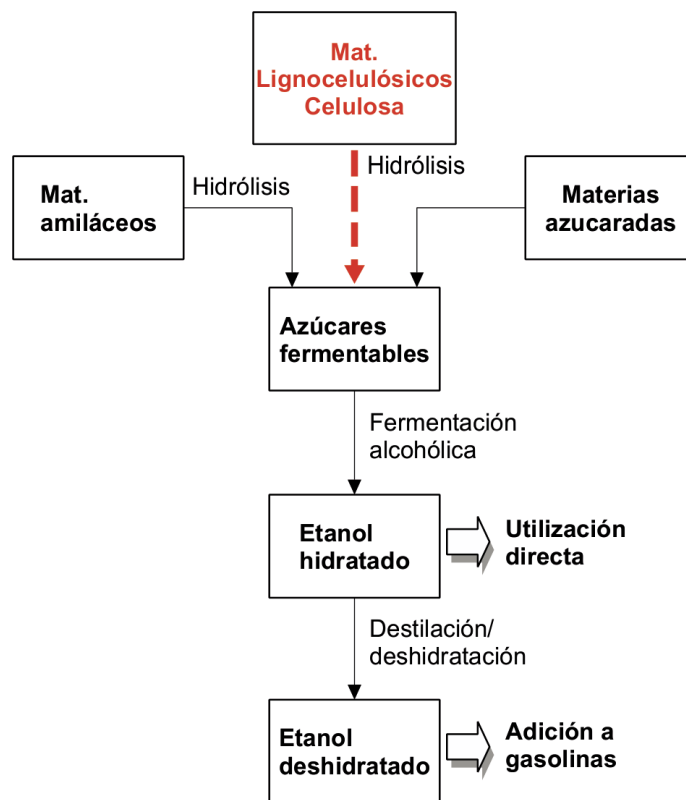 Mat.
Lignocelulósicos
Celulosa
Hidrólisis
Hidrólisis
Mat.
amiláceos
Materias
azucaradas
Azúcares
fermentables
Fermentación
alcohólica
Etanol
hidratado
Utilización
directa
Destilación/
deshidratación
Etanol
deshidratado
Adición a
gasolinas